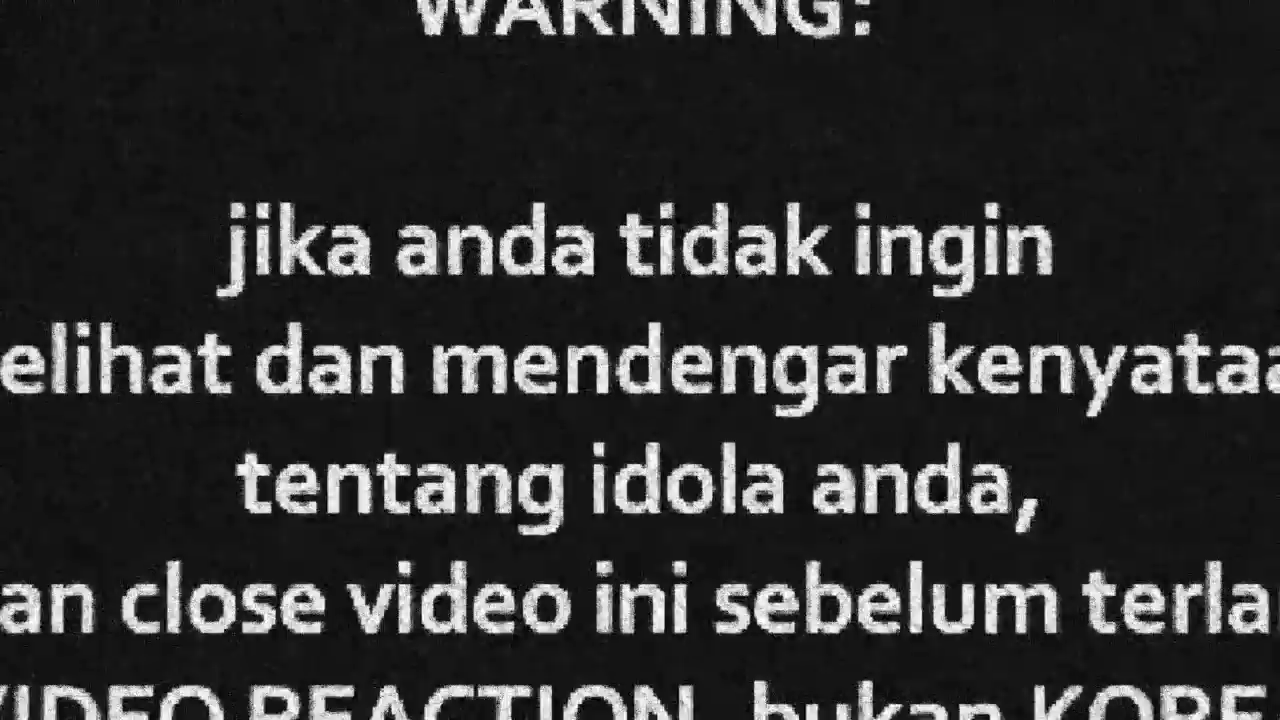 WARNING:
jika anda tidak ingin
elihat dan mendengar kenyataa
tentang idola anda,
an close video ini sebelum terla
VIDEO REACTION, bukan KORE